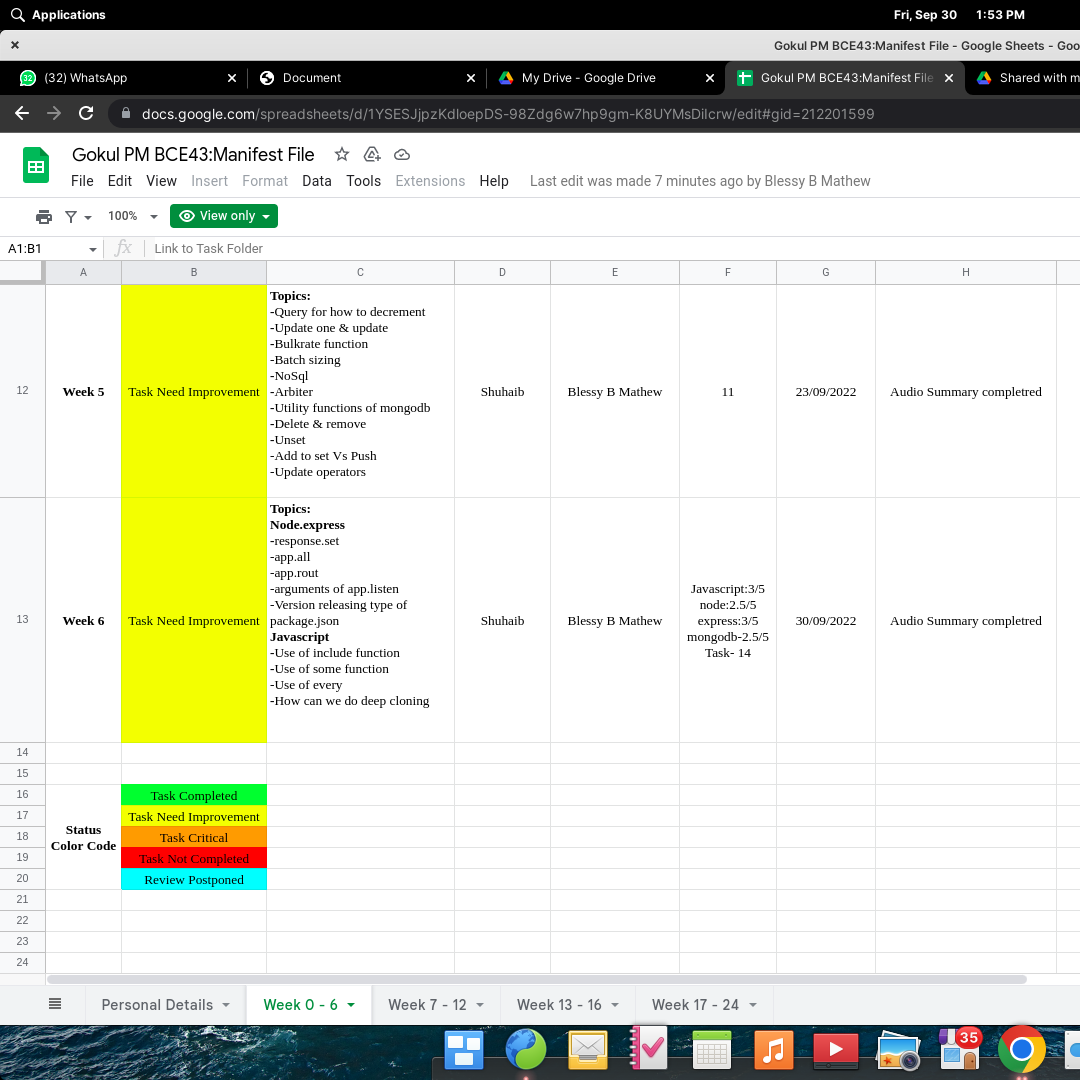 Applications
Fri, Sep 30 1:53 PM
Gokul PM BCE43:Manifest File - Google Sheets - Goo
32 (32) WhatsApp
Document
My Drive - Google Drive
Gokul PM BCE43:Manifest File
Shared with m
docs.google.com/spreadsheets/d/1YSESJjpzKdloepDS-98Zdg6w7hp9gm-K8UYMsDiIcrw/edit#gid=212201599
Gokul PM BCE43:Manifest File
File Edit View Insert Format Data Tools Extensions Help Last edit was made 7 minutes ago by Blessy B Mathew
100% View only
A1:B1 fx Link to Task Folder
A B C D E F G H
12
Week 5
Task Need Improvement
Topics:
-Query for how to decrement
-Update one & update
-Bulkrate function
-Batch sizing
-NoSql
-Arbiter
-Utility functions of mongodb
-Delete & remove
-Unset
-Add to set Vs Push
-Update operators
Shuhaib
Blessy B Mathew
11
23/09/2022
Audio Summary completred
13
Week 6
Task Need Improvement
Topics:
Node.express
-response.set
-app.all
-app.rout
-arguments of app.listen
-Version releasing type of
package.json
Javascript
-Use of include function
-Use of some function
-Use of every
-How can we do deep cloning
Shuhaib
Blessy B Mathew
Javascript:3/5
node:2.5/5
express:3/5
mongodb-2.5/5
Task- 14
30/09/2022
Audio Summary completred
14
15
Status
Color Code
16 Task Completed
17 Task Need Improvement
18 Task Critical
19 Task Not Completed
20 Review Postponed
21
22
23
24
Personal Details Week 0 - 6 Week 7 - 12 Week 13 - 16 Week 17 - 24
35